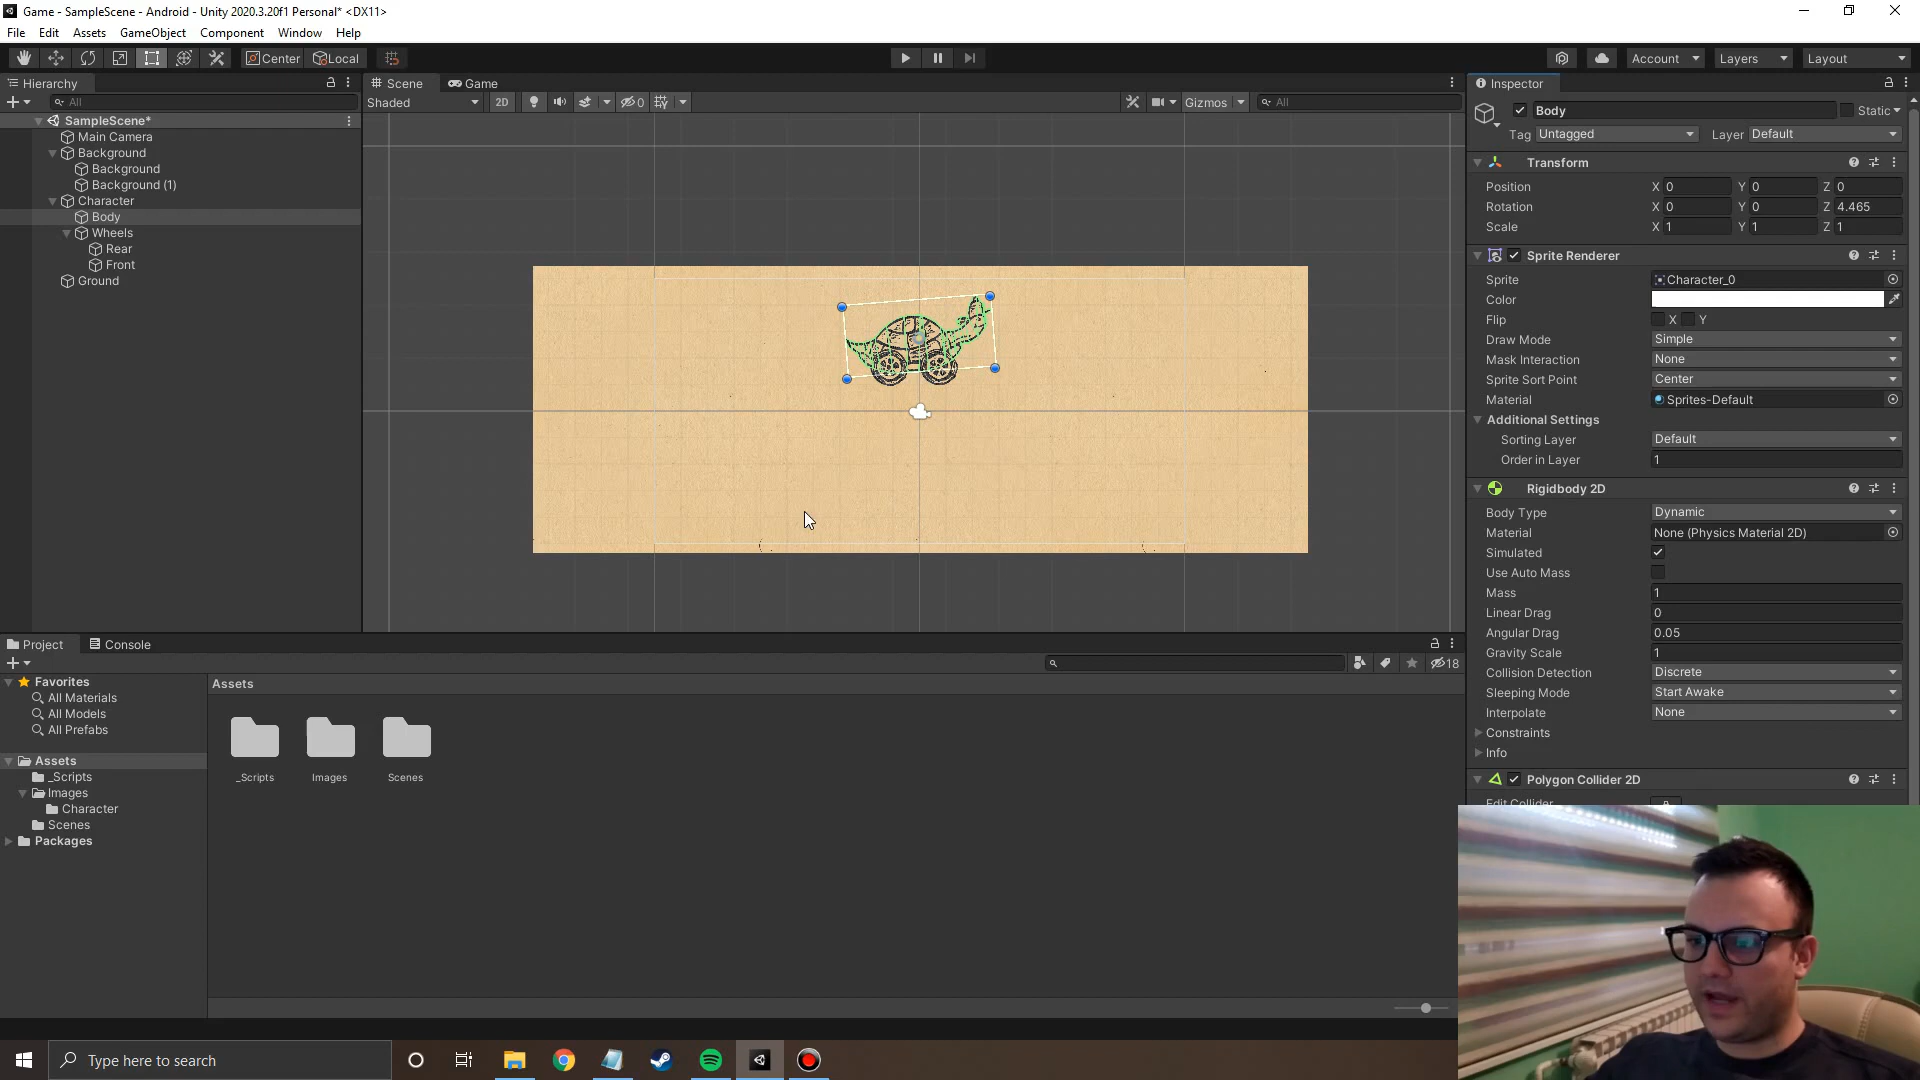 Game - SampleScene - Android - Unity 2020.3.20f1 Personal* <DX11>
File Edit Assets GameObject Component Window Help
Center Local Account Layers Layout
Hierarchy
All
SampleScene*
Main Camera
Background
Background
Background (1)
Character
Body
Wheels
Rear
Front
Ground
Scene Game
Shaded 2D 0 Gizmos All
Inspector
Body Static
Tag Untagged Layer Default
Transform
Position X 0 Y 0 Z 0
Rotation X 0 Y 0 Z 4.465
Scale X 1 Y 1 Z 1
Sprite Renderer
Sprite Character_0
Color
Flip X Y
Draw Mode Simple
Mask Interaction None
Sprite Sort Point Center
Material Sprites-Default
Additional Settings
Sorting Layer Default
Order in Layer 1
Rigidbody 2D
Body Type Dynamic
Material None (Physics Material 2D)
Simulated
Use Auto Mass
Mass 1
Linear Drag 0
Angular Drag 0.05
Gravity Scale 1
Collision Detection Discrete
Sleeping Mode Start Awake
Interpolate None
Constraints
Info
Polygon Collider 2D
Edit Collider
Project Console
18
Favorites
All Materials
All Models
All Prefabs
Assets
_Scripts
Images
Character
Scenes
Packages
Assets
_Scripts Images Scenes
Type here to search